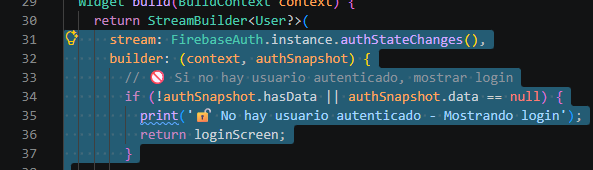 29 Widget build(BuildContext context) {
30 return StreamBuilder<User?>(
31 stream: FirebaseAuth.instance.authStateChanges(),
32 builder: (context, authSnapshot) {
33 // 🚫 Si no hay usuario autenticado, mostrar login
34 if (!authSnapshot.hasData || authSnapshot.data == null) {
35 print('🔓 No hay usuario autenticado - Mostrando login');
36 return loginScreen;
37 }